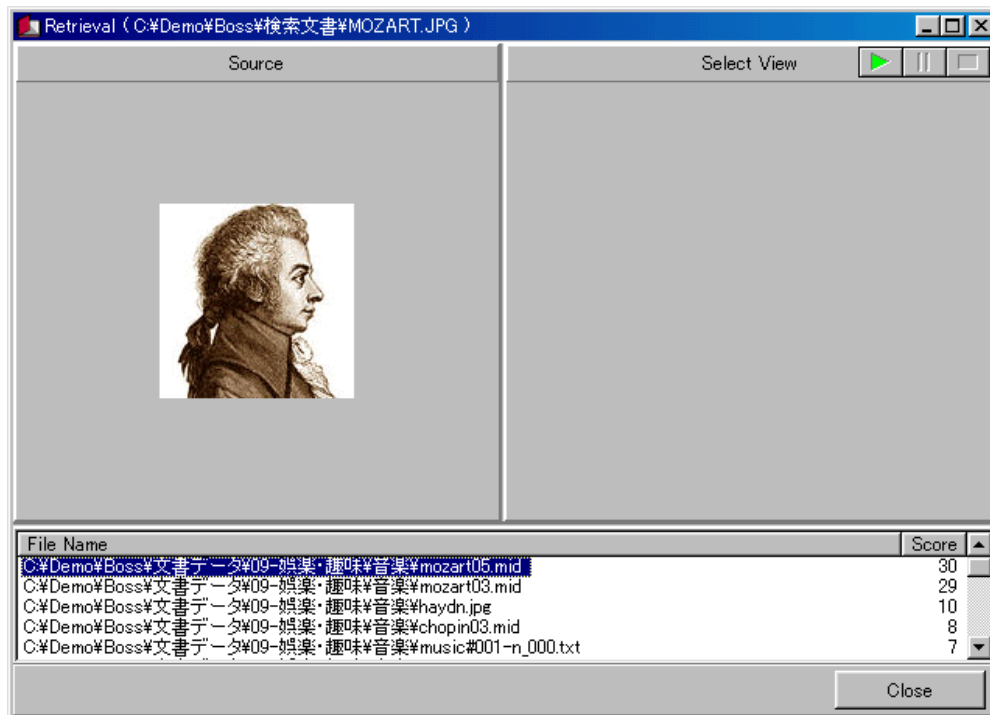 Retrieval ( C:¥Demo¥Boss¥検索文書¥MOZART.JPG )
Source
Select View
File Name Score
C:¥Demo¥Boss¥文書データ¥09-娯楽・趣味¥音楽¥mozart05.mid 30
C:¥Demo¥Boss¥文書データ¥09-娯楽・趣味¥音楽¥mozart03.mid 29
C:¥Demo¥Boss¥文書データ¥09-娯楽・趣味¥音楽¥haydn.jpg 10
C:¥Demo¥Boss¥文書データ¥09-娯楽・趣味¥音楽¥chopin03.mid 8
C:¥Demo¥Boss¥文書データ¥09-娯楽・趣味¥音楽¥music#001-n_000.txt 7
Close